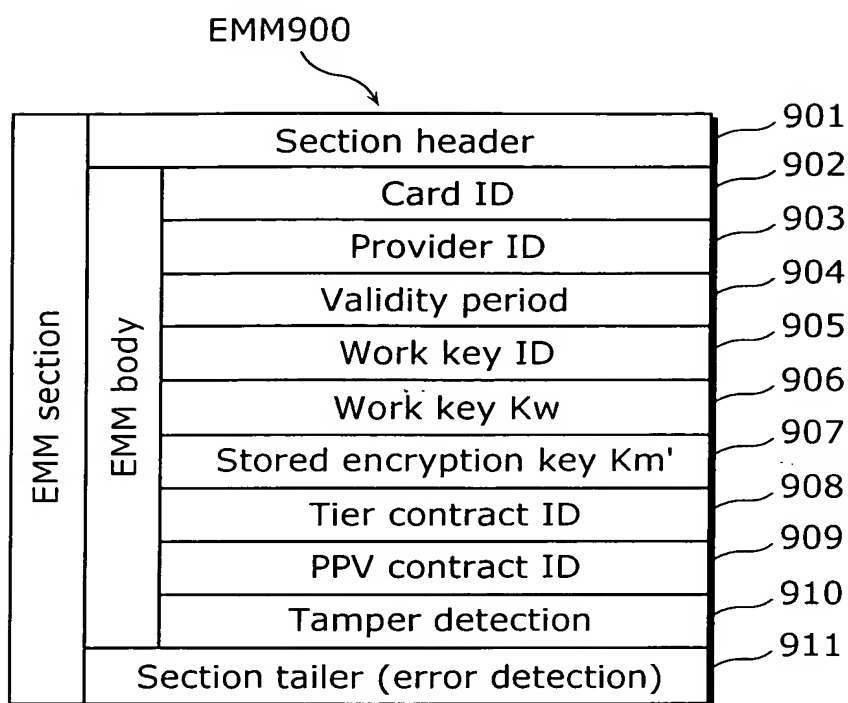 EMM900
EMM section
Section header
901
EMM body
Card ID
902
Provider ID
903
Validity period
904
Work key ID
905
Work key Kw
906
Stored encryption key Km'
907
Tier contract ID
908
PPV contract ID
909
Tamper detection
910
Section tailer (error detection)
911